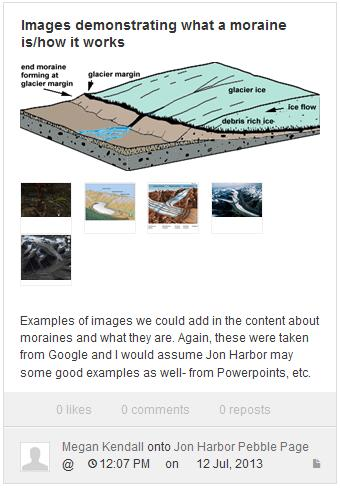 Images demonstrating what a moraine
is/how it works
end moraine
forming at
glacier margin
glacier margin
glacier ice
ice flow
debris rich ice
Examples of images we could add in the content about
moraines and what they are. Again, these were taken
from Google and I would assume Jon Harbor may
some good examples as well- from Powerpoints, etc.
0 likes 0 comments 0 reposts
Megan Kendall onto Jon Harbor Pebble Page
@ 12:07 PM on 12 Jul, 2013